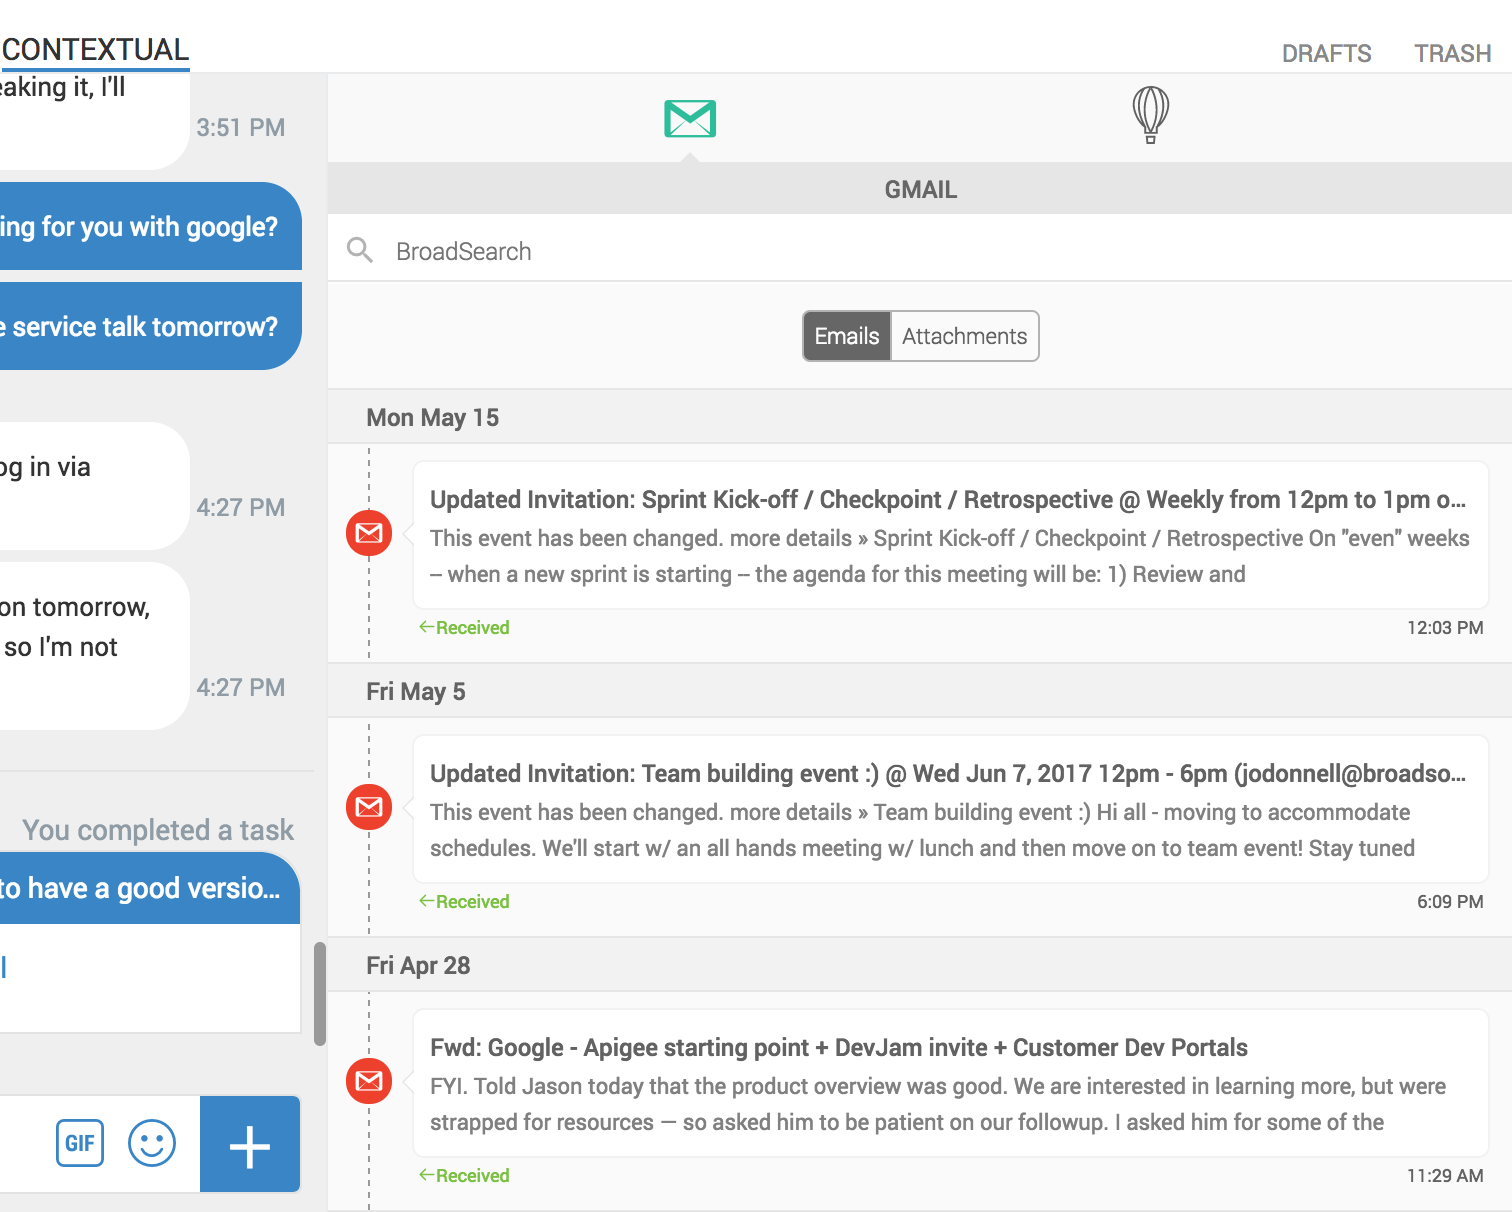 CONTEXTUAL
DRAFTS TRASH
eaking it, I'll
3:51 PM
ing for you with google?
e service talk tomorrow?
og in via
4:27 PM
on tomorrow,
so I'm not
4:27 PM
You completed a task
to have a good versio...
l
GIF
GMAIL
BroadSearch
Emails Attachments
Mon May 15
Updated Invitation: Sprint Kick-off / Checkpoint / Retrospective @ Weekly from 12pm to 1pm o...
This event has been changed. more details » Sprint Kick-off / Checkpoint / Retrospective On "even" weeks
– when a new sprint is starting – the agenda for this meeting will be: 1) Review and
←Received 12:03 PM
Fri May 5
Updated Invitation: Team building event :) @ Wed Jun 7, 2017 12pm - 6pm (jodonnell@broadso...
This event has been changed. more details » Team building event :) Hi all - moving to accommodate
schedules. We'll start w/ an all hands meeting w/ lunch and then move on to team event! Stay tuned
←Received 6:09 PM
Fri Apr 28
Fwd: Google - Apigee starting point + DevJam invite + Customer Dev Portals
FYI. Told Jason today that the product overview was good. We are interested in learning more, but were
strapped for resources — so asked him to be patient on our followup. I asked him for some of the
←Received 11:29 AM